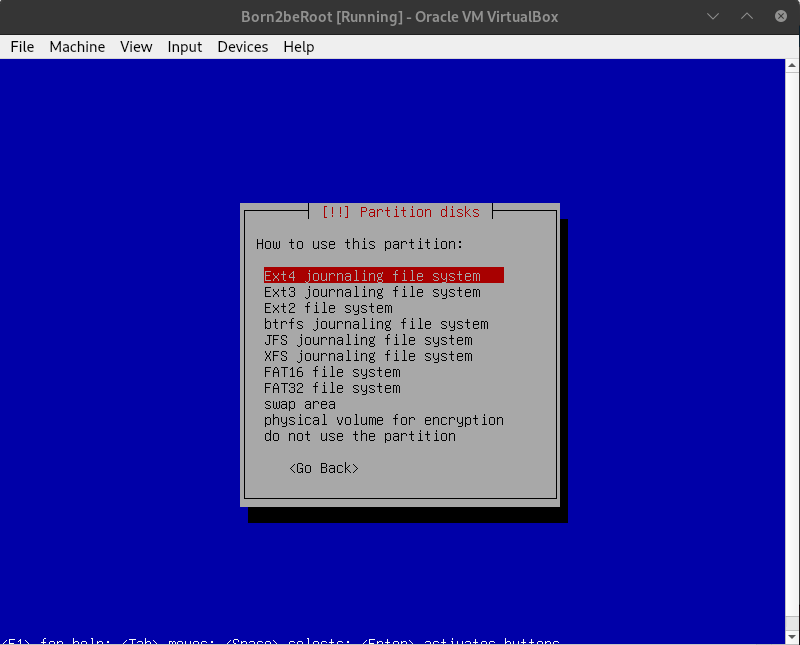 Born2beRoot [Running] - Oracle VM VirtualBox
File Machine View Input Devices Help
[!!] Partition disks
How to use this partition:
Ext4 journaling file system
Ext3 journaling file system
Ext2 file system
btrfs journaling file system
JFS journaling file system
XFS journaling file system
FAT16 file system
FAT32 file system
swap area
physical volume for encryption
do not use the partition
<Go Back>
<F1> for help; <Tab> moves; <Space> selects; <Enter> activates buttons